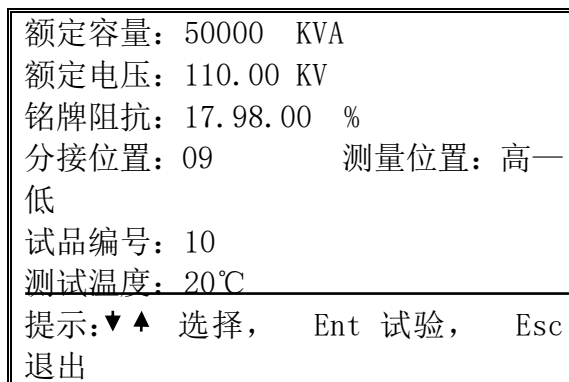 额定容量：50000  KVA
额定电压：110.00 KV
铭牌阻抗：17.98.00  %
分接位置：09    测量位置：高—
低
试品编号：10
测试温度：20℃
提示:▼▲ 选择，  Ent 试验，  Esc
退出